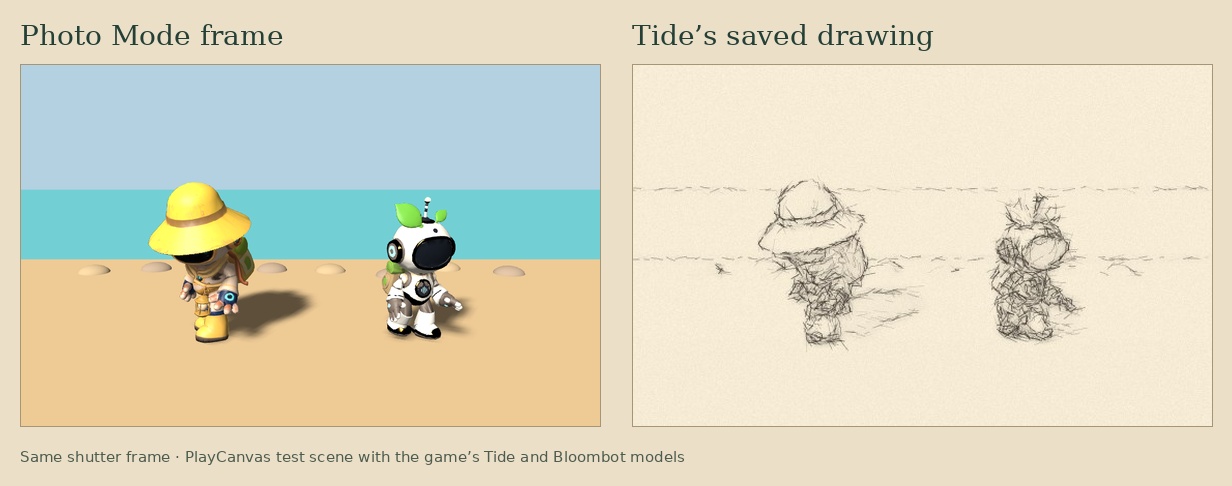 Photo Mode frame
Tide’s saved drawing
Same shutter frame · PlayCanvas test scene with the game’s Tide and Bloombot models